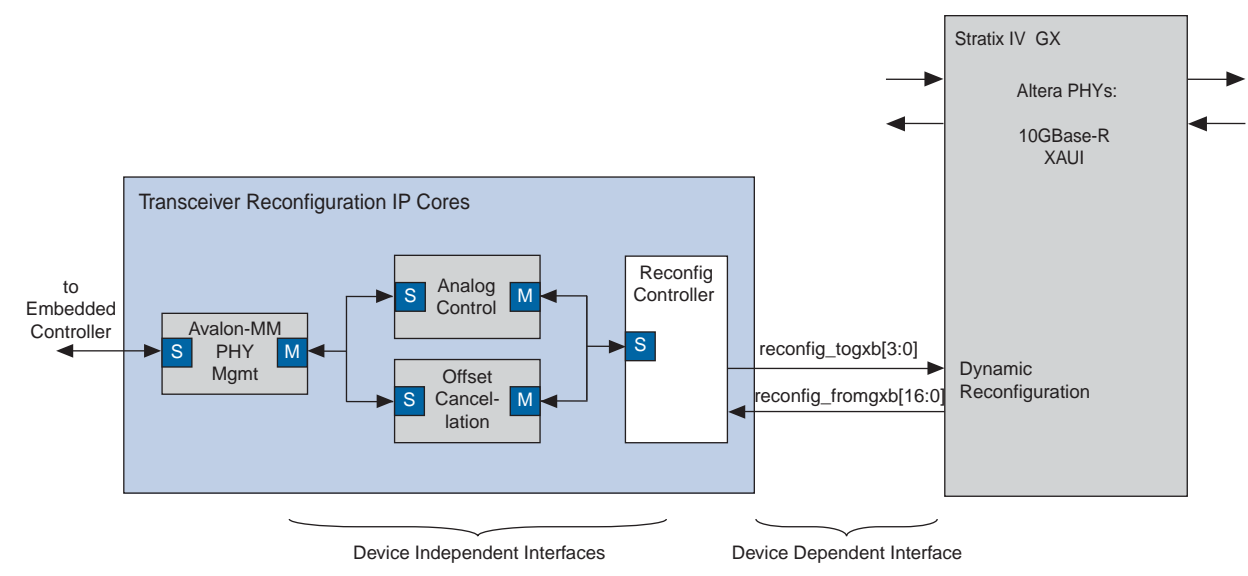 Stratix IV GX
Altera PHYs:
10GBase-R
XAUI
Transceiver Reconfiguration IP Cores
to
Embedded
Controller
S
Avalon-MM
PHY
Mgmt
M
S
Analog
Control
M
S
Offset
Cancel-
lation
M
Reconfig
Controller
S
reconfig_togxb[3:0]
reconfig_fromgxb[16:0]
Dynamic
Reconfiguration
Device Independent Interfaces
Device Dependent Interface